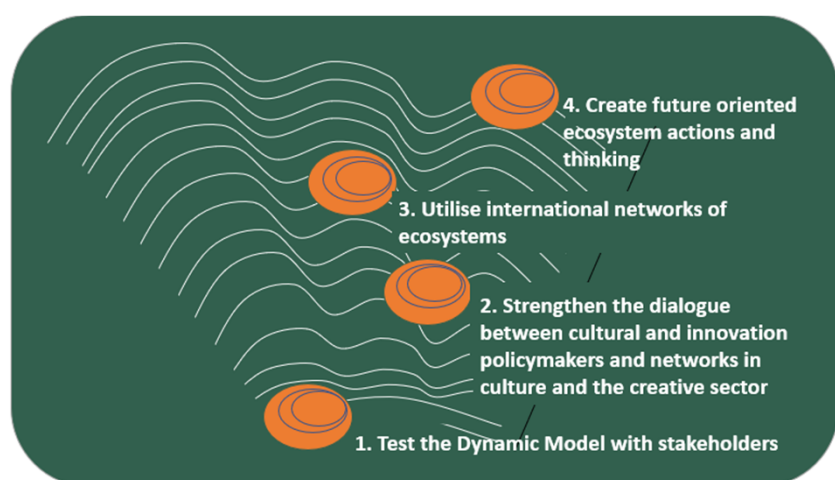 4. Create future oriented
ecosystem actions and
thinking
3. Utilise international networks of
ecosystems
2. Strengthen the dialogue
between cultural and innovation
policymakers and networks in
culture and the creative sector
1. Test the Dynamic Model with stakeholders